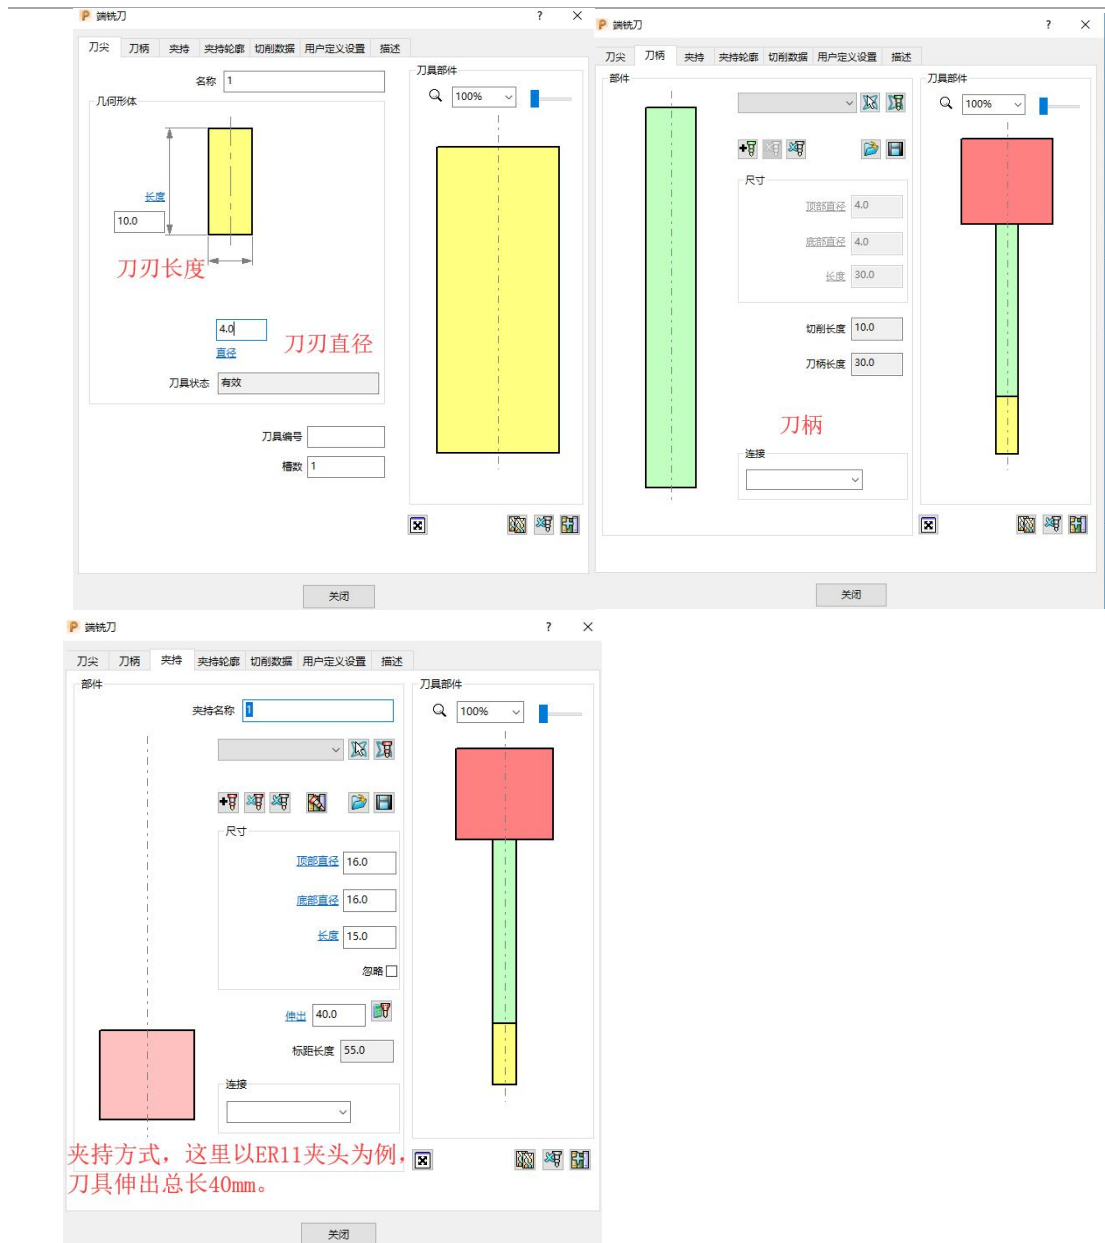 端铣刀
? ×
刀尖 刀柄 夹持 夹持轮廓 切削数据 用户定义设置 描述
名称 1
几何形体
长度
10.0
刀刃长度
4.0
直径
刀刃直径
刀具状态 有效
刀具编号
槽数 1
刀具部件
100%
关闭
端铣刀
? ×
刀尖 刀柄 夹持 夹持轮廓 切削数据 用户定义设置 描述
部件
尺寸
顶部直径 4.0
底部直径 4.0
长度 30.0
切削长度 10.0
刀柄长度 30.0
刀柄
连接
刀具部件
100%
关闭
端铣刀
? ×
刀尖 刀柄 夹持 夹持轮廓 切削数据 用户定义设置 描述
部件
夹持名称 1
尺寸
顶部直径 16.0
底部直径 16.0
长度 15.0
忽略
伸出 40.0
标距长度 55.0
连接
刀具部件
100%
夹持方式，这里以ER11夹头为例，
刀具伸出总长40mm。
关闭